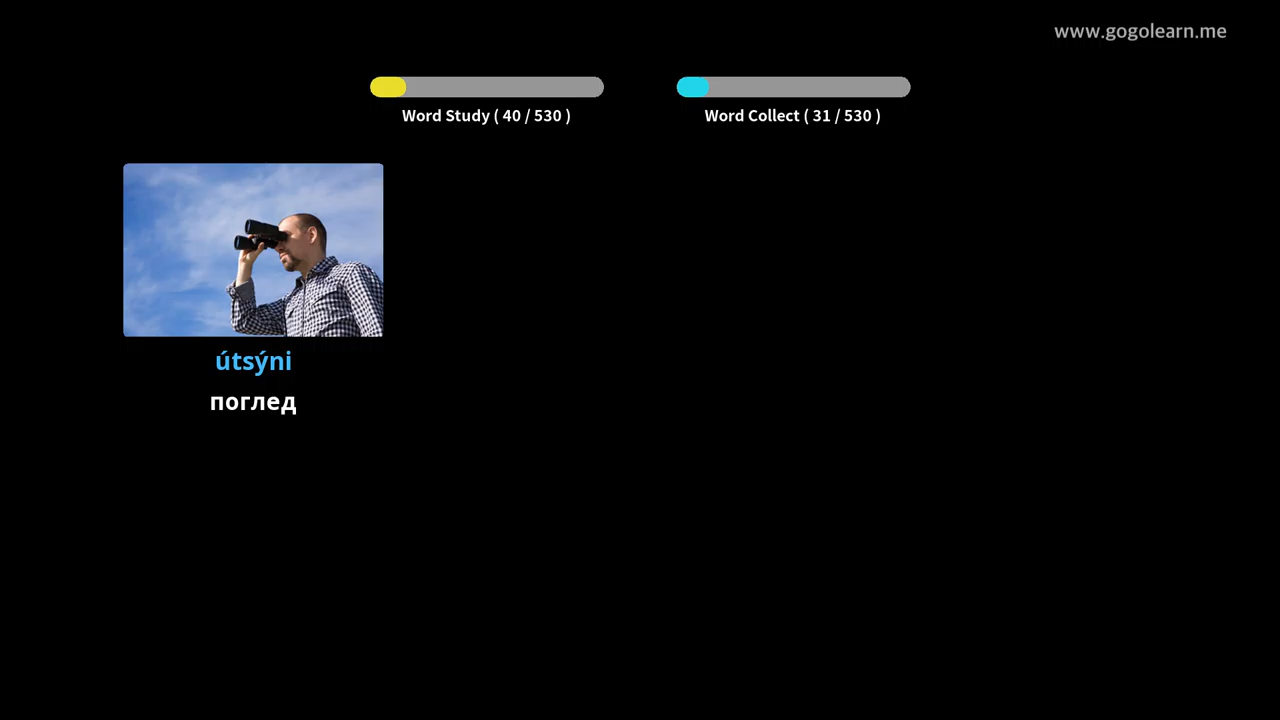 www.gogolearn.me
Word Study ( 40 / 530 )
Word Collect ( 31 / 530 )
útsýni
поглед